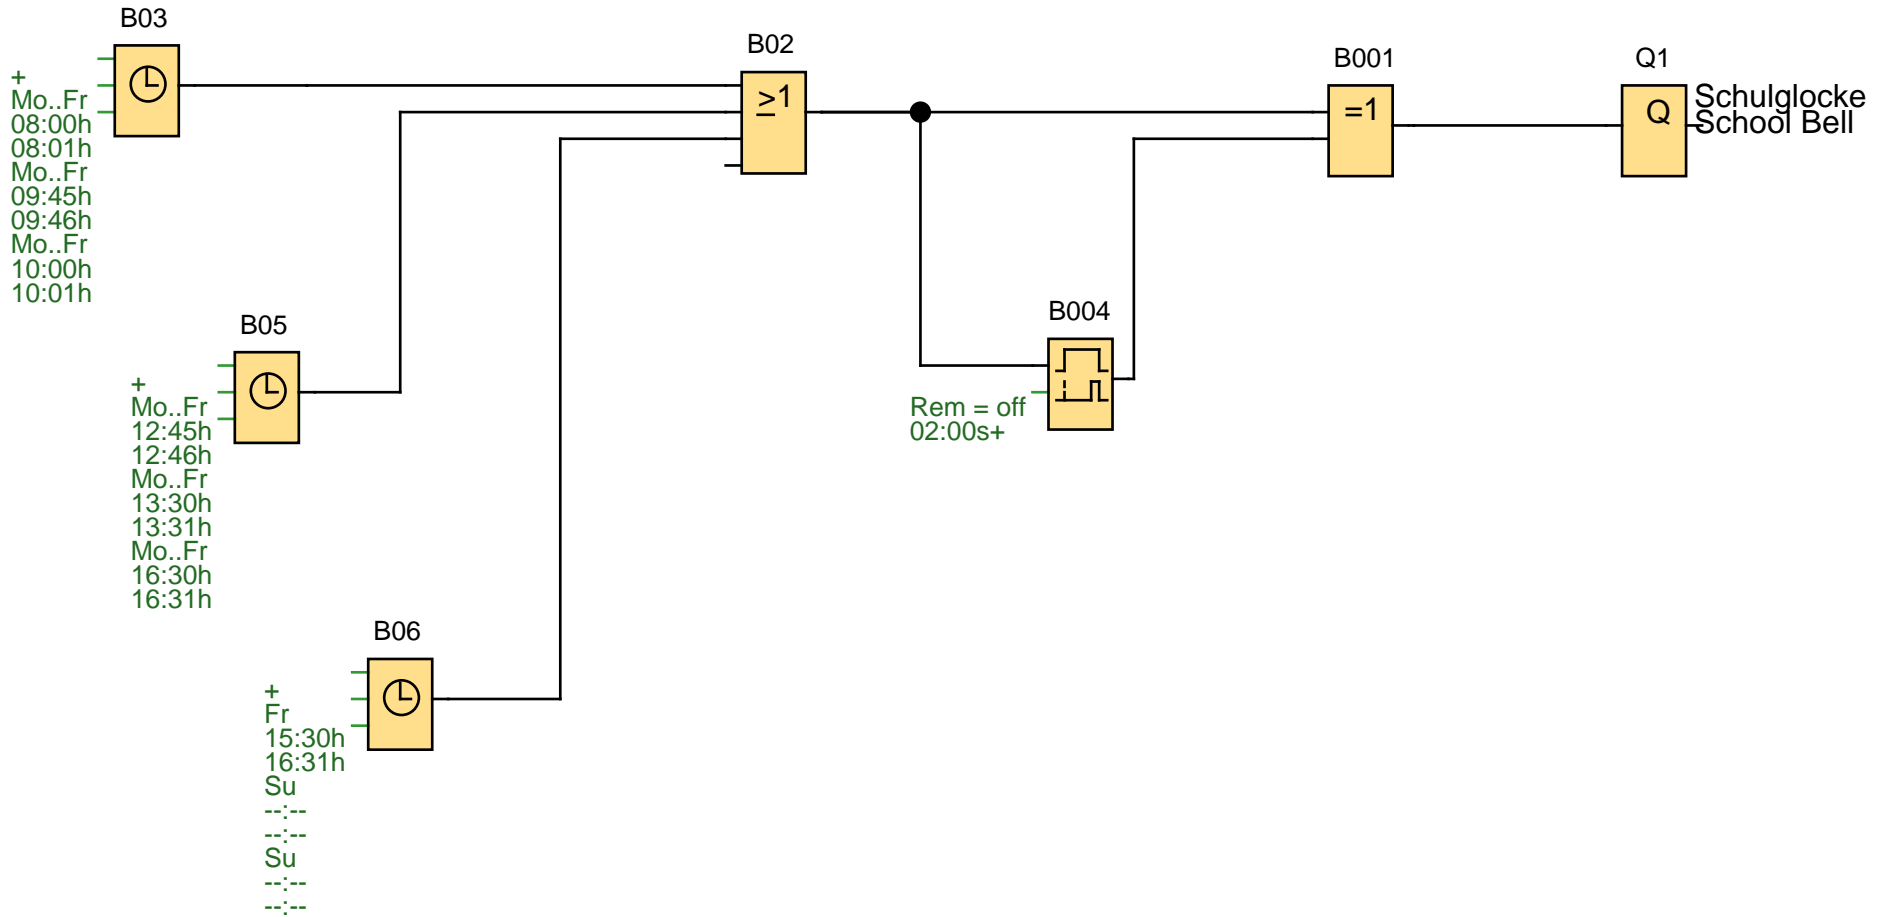 B03
+
Mo..Fr
08:00h
08:01h
Mo..Fr
09:45h
09:46h
Mo..Fr
10:00h
10:01h
B02
≥1
B001
=1
Q1
Q
Schulglocke
School Bell
B05
+
Mo..Fr
12:45h
12:46h
Mo..Fr
13:30h
13:31h
Mo..Fr
16:30h
16:31h
B004
Rem = off
02:00s+
B06
+
Fr
15:30h
16:31h
Su
--:--
--:--
Su
--:--
--:--